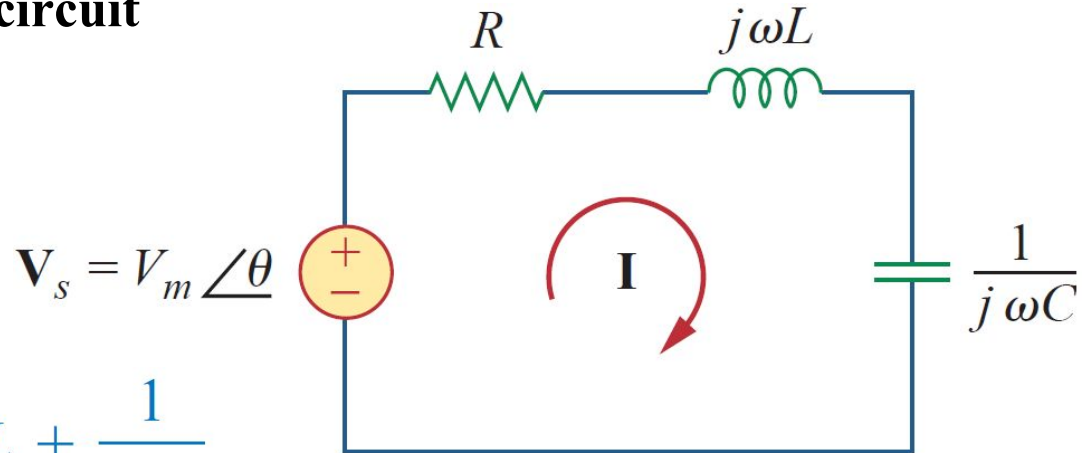 circuit
R
jωL
+
−
V_s = V_m ∠θ
I
1
/
jωC
+ 1